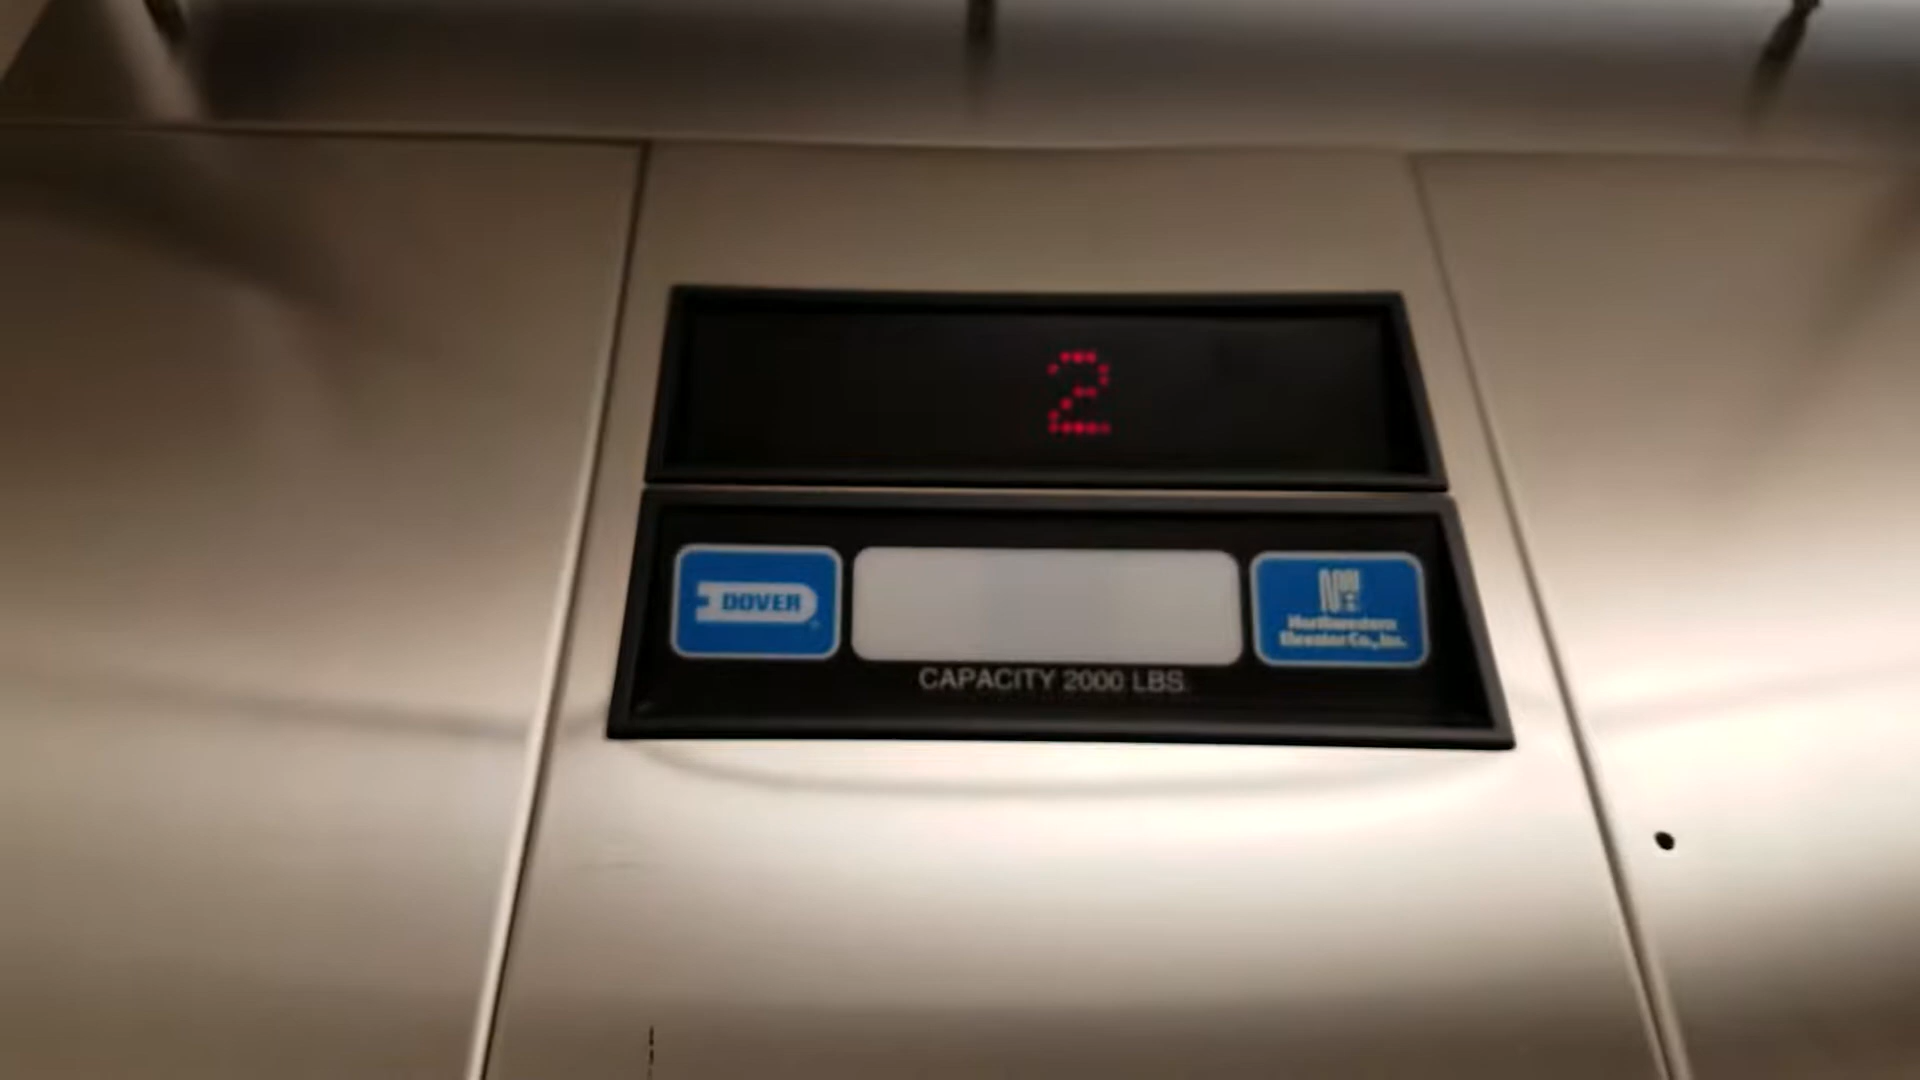 2
DOVER
Northwestern
Elevator Co., Inc.
CAPACITY 2000 LBS.